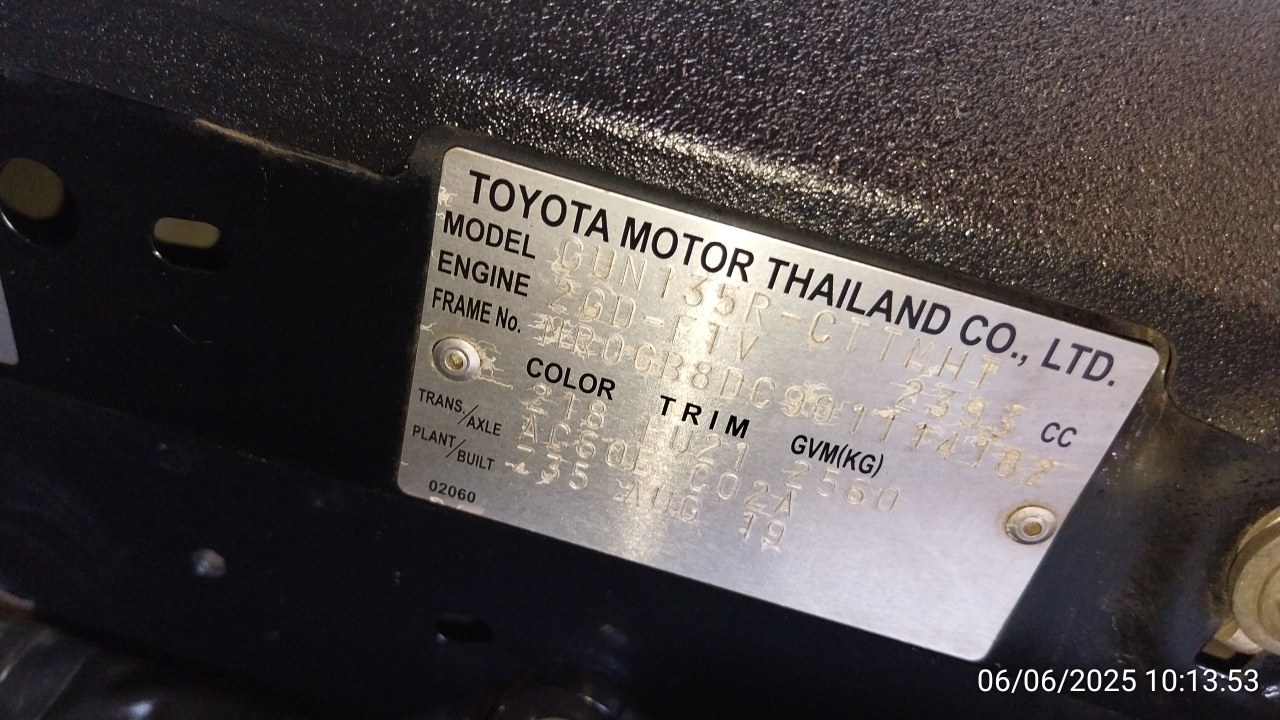 TOYOTA MOTOR THAILAND CO., LTD.
MODEL GUN135R-CTTMHT
ENGINE 2GD-FTV 2393 CC
FRAME No. MR0GB8DC901114182
COLOR TRIM GVM(KG)
218 FU21 2560
TRANS./AXLE AC60F C02A
PLANT/BUILT -35 AUG 19
02060
06/06/2025 10:13:53